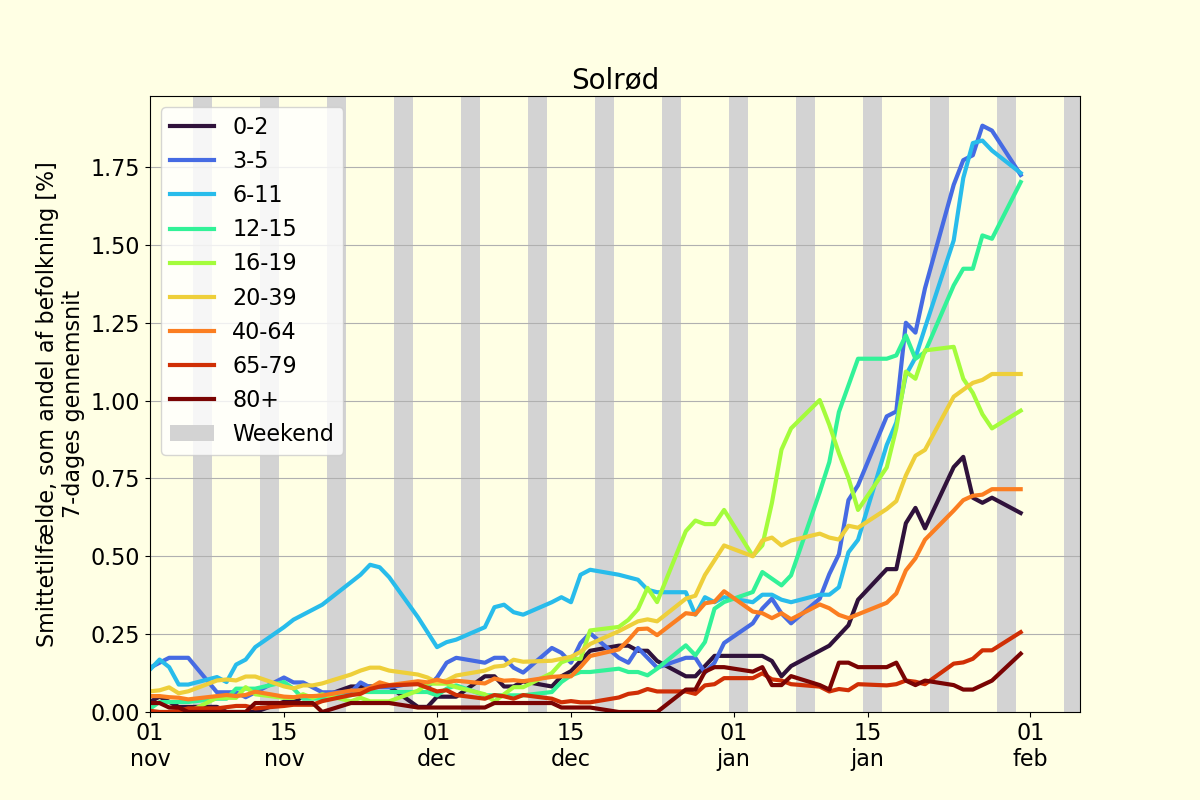 Solrød
Smittetilfælde, som andel af befolkning [%]
7-dages gennemsnit
1.75
1.50
1.25
1.00
0.75
0.50
0.25
0.00
0-2
3-5
6-11
12-15
16-19
20-39
40-64
65-79
80+
Weekend
01 15 01 15 01 15 01
nov nov dec dec jan jan feb